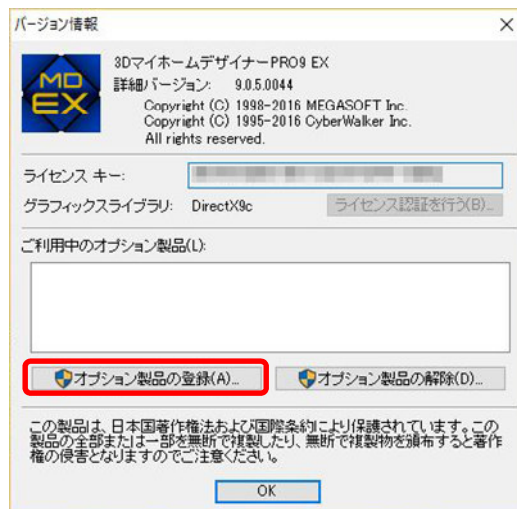 バージョン情報
MD
EX
3DマイホームデザイナーPRO9 EX
詳細バージョン: 9.0.5.0044
Copyright (C) 1998-2016 MEGASOFT Inc.
Copyright (C) 1995-2016 CyberWalker Inc.
All rights reserved.
ライセンス キー:
グラフィックスライブラリ: DirectX9c
ライセンス認証を行う(B)...
ご利用中のオプション製品(L):
オプション製品の登録(A)...
オプション製品の解除(D)...
この製品は、日本国著作権法および国際条約により保護されています。この
製品の全部または一部を無断で複製したり、無断で複製物を頒布すると著作
権の侵害となりますのでご注意ください。
OK